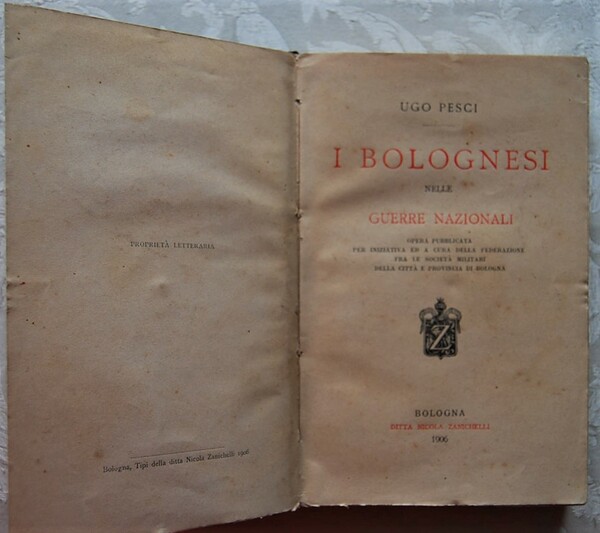 PROPRIETÀ LETTERARIA
Bologna, Tipi della ditta Nicola Zanichelli 1906
UGO PESCI
I BOLOGNESI
NELLE
GUERRE NAZIONALI
OPERA PUBBLICATA
PER INIZIATIVA ED A CURA DELLA FEDERAZIONE
FRA LE SOCIETÀ MILITARI
DELLA CITTÀ E PROVINCIA DI BOLOGNA
Z
BOLOGNA
DITTA NICOLA ZANICHELLI
1906